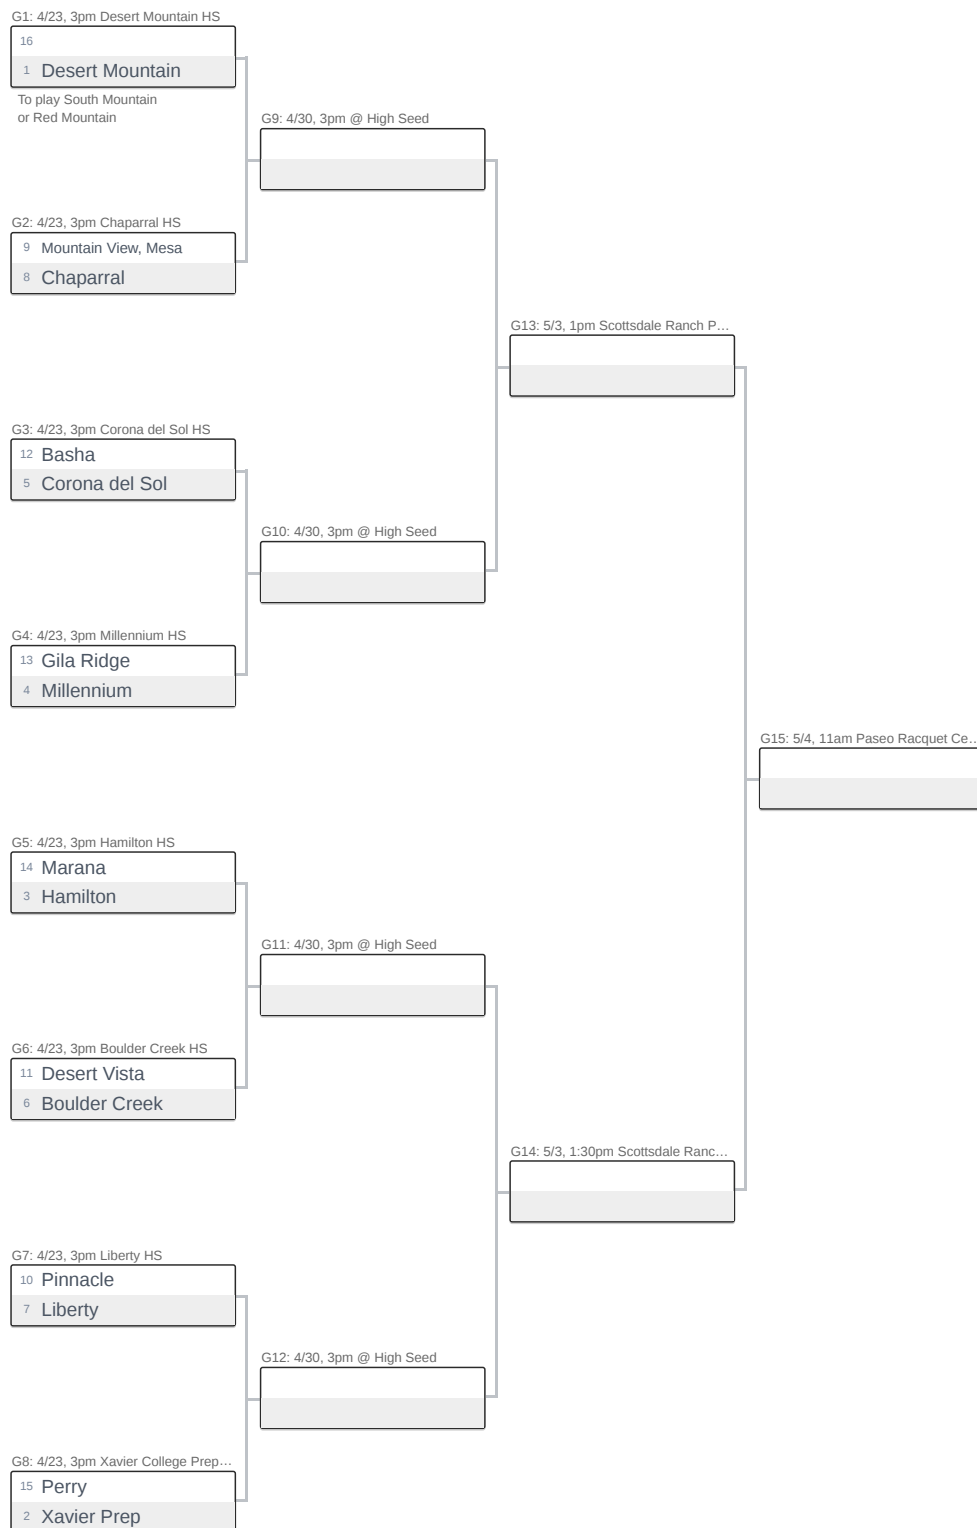 G1: 4/23, 3pm Desert Mountain HS
16
1 Desert Mountain
To play South Mountain
or Red Mountain
G9: 4/30, 3pm @ High Seed
G2: 4/23, 3pm Chaparral HS
9 Mountain View, Mesa
8 Chaparral
G13: 5/3, 1pm Scottsdale Ranch P…
G3: 4/23, 3pm Corona del Sol HS
12 Basha
5 Corona del Sol
G10: 4/30, 3pm @ High Seed
G4: 4/23, 3pm Millennium HS
13 Gila Ridge
4 Millennium
G15: 5/4, 11am Paseo Racquet Ce…
G5: 4/23, 3pm Hamilton HS
14 Marana
3 Hamilton
G11: 4/30, 3pm @ High Seed
G6: 4/23, 3pm Boulder Creek HS
11 Desert Vista
6 Boulder Creek
G14: 5/3, 1:30pm Scottsdale Ranc…
G7: 4/23, 3pm Liberty HS
10 Pinnacle
7 Liberty
G12: 4/30, 3pm @ High Seed
G8: 4/23, 3pm Xavier College Prep…
15 Perry
2 Xavier Prep